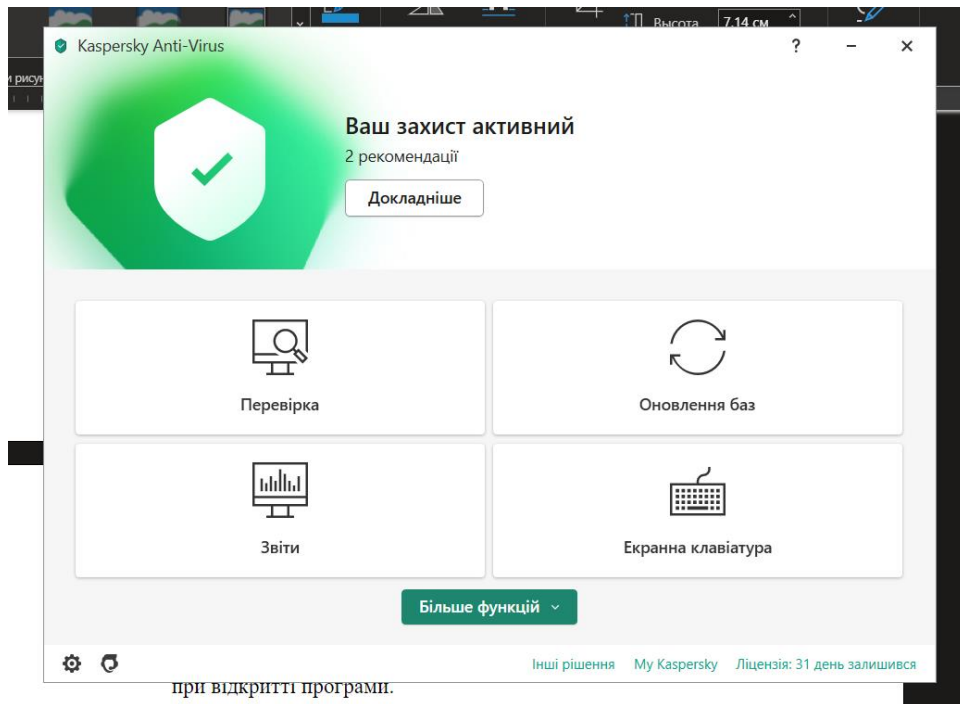 Высота 7,14 см
и рисун
Kaspersky Anti-Virus
Ваш захист активний
2 рекомендації
Докладніше
Перевірка
Оновлення баз
Звіти
Екранна клавіатура
Більше функцій
Інші рішення My Kaspersky Ліцензія: 31 день залишився
при відкритті програми.